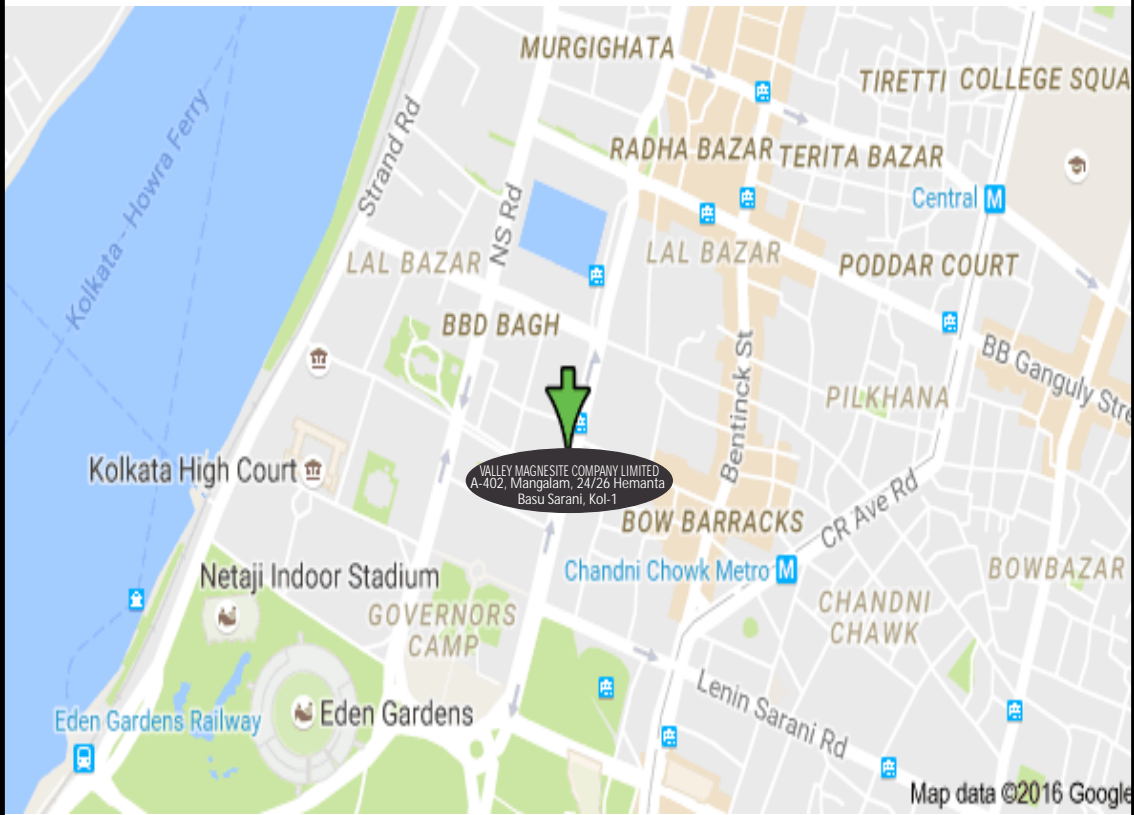 MURGIGHATA
TIRETTI
COLLEGE SQUA
Kolkata - Howra Ferry
Strand Rd
RADHA BAZAR
TERITA BAZAR
Central M
NS Rd
LAL BAZAR
LAL BAZAR
PODDAR COURT
BBD BAGH
BB Ganguly Stre
Bentinck St
PILKHANA
Kolkata High Court
VALLEY MAGNESITE COMPANY LIMITED
A-402, Mangalam, 24/26 Hemanta
Basu Sarani, Kol-1
CR Ave Rd
BOW BARRACKS
Chandni Chowk Metro M
BOWBAZAR
Netaji Indoor Stadium
GOVERNORS
CAMP
CHANDNI
CHAWK
Lenin Sarani Rd
Eden Gardens Railway
Eden Gardens
Map data ©2016 Google